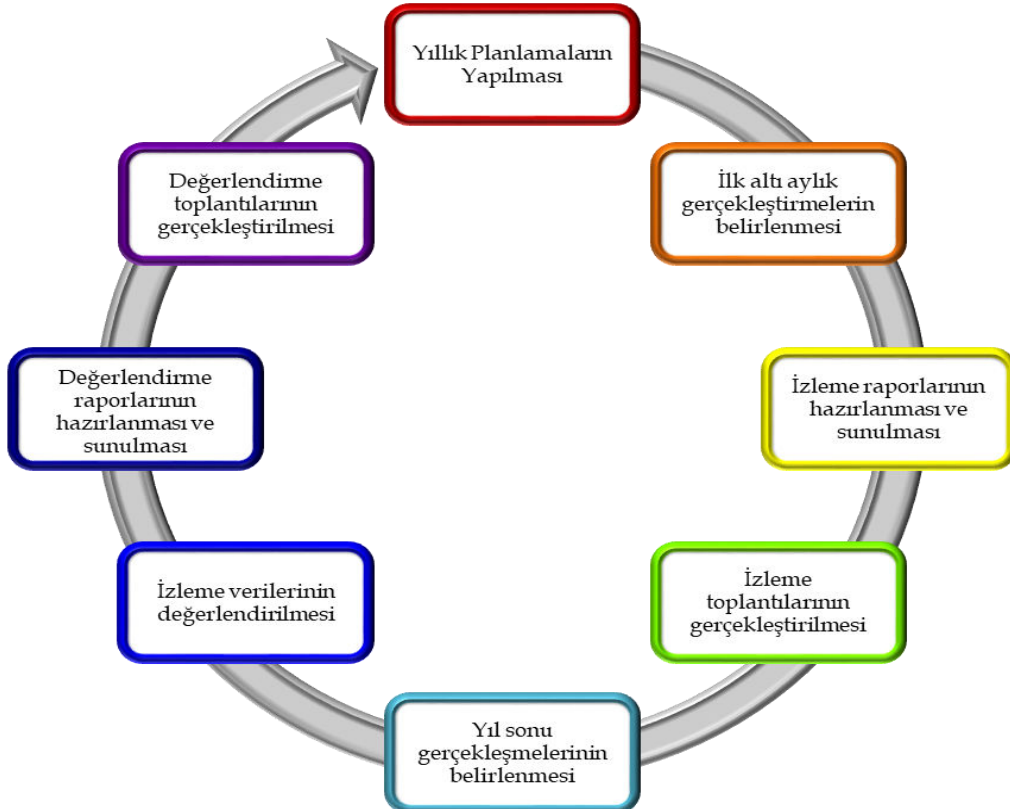 Yıllık Planlamaların
Yapılması
İlk altı aylık
gerçekleştirmelerin
belirlenmesi
İzleme raporlarının
hazırlanması ve
sunulması
İzleme
toplantılarının
gerçekleştirilmesi
Yıl sonu
gerçekleşmelerinin
belirlenmesi
İzleme verilerinin
değerlendirilmesi
Değerlendirme
raporlarının
hazırlanması ve
sunulması
Değerlendirme
toplantılarının
gerçekleştirilmesi